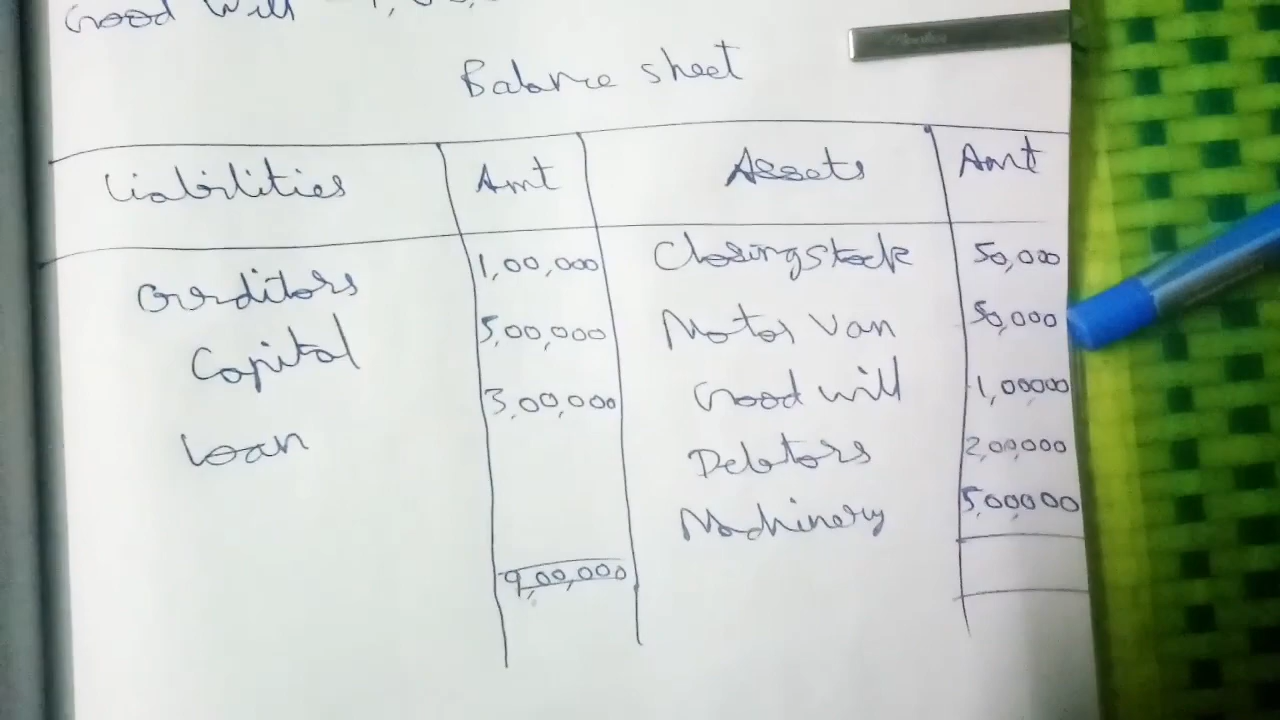 Good Will
Balance sheet
Liabilities Amt Assets Amt
Creditors 1,00,000 Closing stock 50,000
Capital 5,00,000 Motor Van 50,000
Loan 3,00,000 Good Will 1,00000
Debtors 2,00,000
Machinery 5,00000
9,00,000